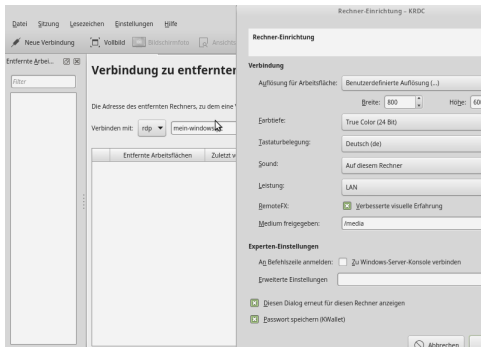 Datei Sitzung Lesezeichen Einstellungen Hilfe
Neue Verbindung Vollbild Bildschirmfoto Ansichts
Entfernte Arbei...
Filter
Verbindung zu entfernter
Die Adresse des entfernten Rechners, zu dem eine
Verbinden mit: rdp mein-windows
Entfernte Arbeitsflächen Zuletzt v
Rechner-Einrichtung – KRDC
Rechner-Einrichtung
Verbindung
Auflösung für Arbeitsfläche: Benutzerdefinierte Auflösung (...)
Breite: 800 Höhe: 600
Farbtiefe: True Color (24 Bit)
Tastaturbelegung: Deutsch (de)
Sound: Auf diesem Rechner
Leistung: LAN
RemoteFX: Verbesserte visuelle Erfahrung
Medium freigegeben: /media
Experten-Einstellungen
An Befehlszeile anmelden: Zu Windows-Server-Konsole verbinden
Erweiterte Einstellungen
Diesen Dialog erneut für diesen Rechner anzeigen
Passwort speichern (KWallet)
Abbrechen